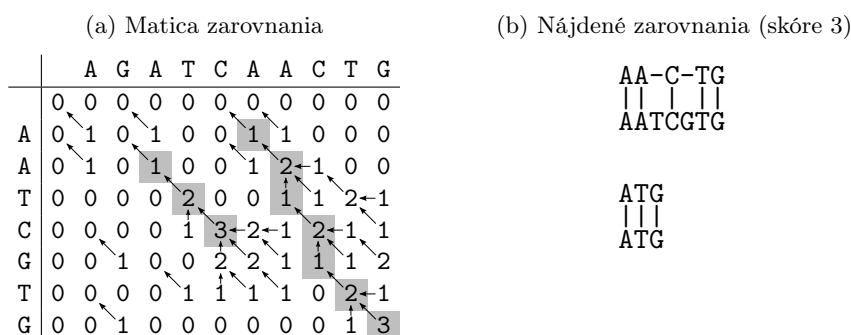 (a) Matica zarovnania
A G A T C A A C T G
0 0 0 0 0 0 0 0 0 0 0
A 0 1 0 1 0 0 1 1 0 0 0
A 0 1 0 1 0 0 1 2 1 0 0
T 0 0 0 0 2 0 0 1 1 2 1
C 0 0 0 0 1 3 2 1 2 1 1
G 0 0 1 0 0 2 2 1 1 1 2
T 0 0 0 0 1 1 1 1 0 2 1
G 0 0 1 0 0 0 0 0 0 1 3
(b) Nájdené zarovnania (skóre 3)
AA-C-TG
|| | ||
AATCGTG
ATG
|||
ATG